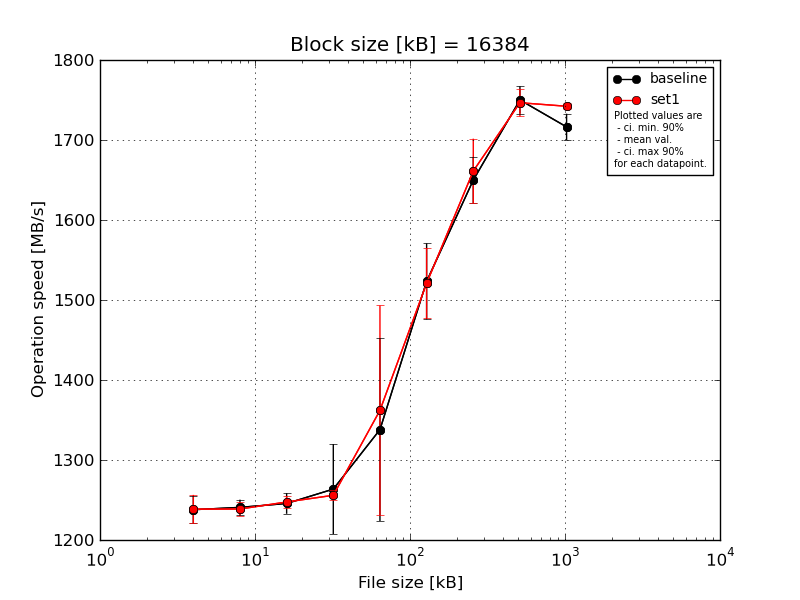 Block size [kB] = 16384
baseline
set1
Plotted values are
- ci. min. 90%
- mean val.
- ci. max 90%
for each datapoint.
1800
1700
1600
1500
1400
1300
1200
Operation speed [MB/s]
10^0 10^1 10^2 10^3 10^4
File size [kB]